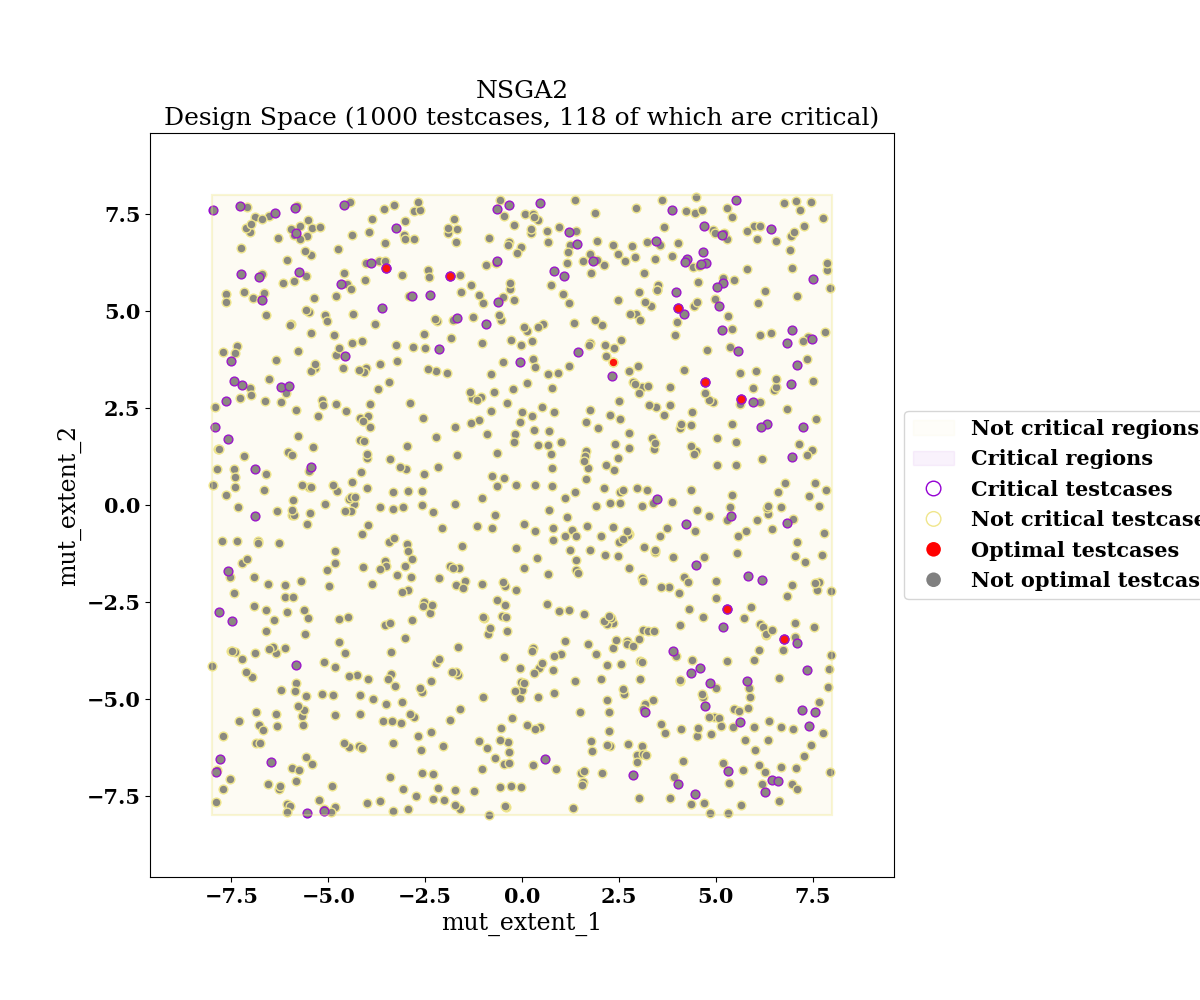 NSGA2
Design Space (1000 testcases, 118 of which are critical)
7.5
5.0
2.5
0.0
−2.5
−5.0
−7.5
mut_extent_2
−7.5 −5.0 −2.5 0.0 2.5 5.0 7.5
mut_extent_1
Not critical regions
Critical regions
Critical testcases
Not critical testcase
Optimal testcases
Not optimal testcas